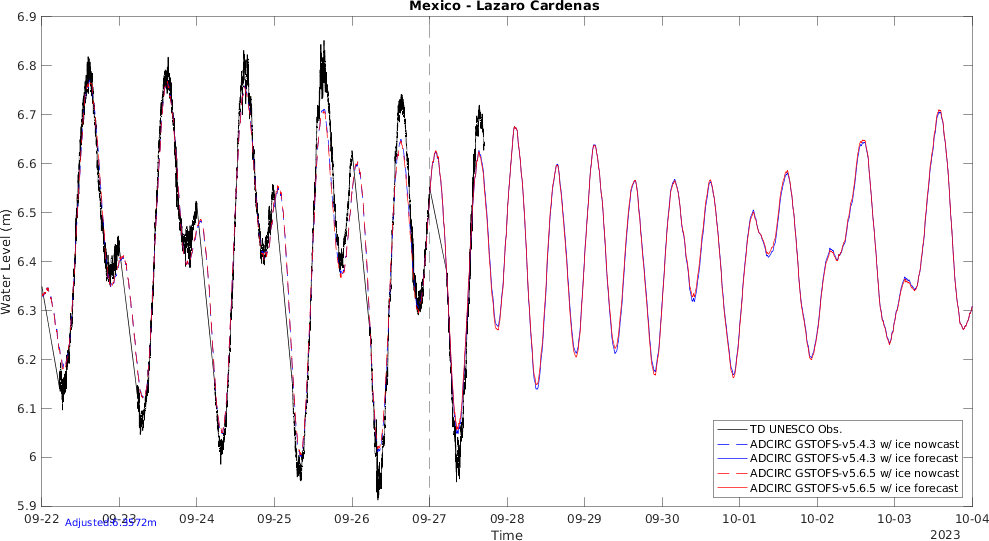 Mexico - Lazaro Cardenas
6.9
6.8
6.7
6.6
6.5
6.4
6.3
6.2
6.1
6
5.9
Water Level (m)
TD UNESCO Obs.
ADCIRC GSTOFS-v5.4.3 w/ ice nowcast
ADCIRC GSTOFS-v5.4.3 w/ ice forecast
ADCIRC GSTOFS-v5.6.5 w/ ice nowcast
ADCIRC GSTOFS-v5.6.5 w/ ice forecast
09-22 09-23 09-24 09-25 09-26 09-27 09-28 09-29 09-30 10-01 10-02 10-03 10-04
Adjusted:6.3572m
Time
2023